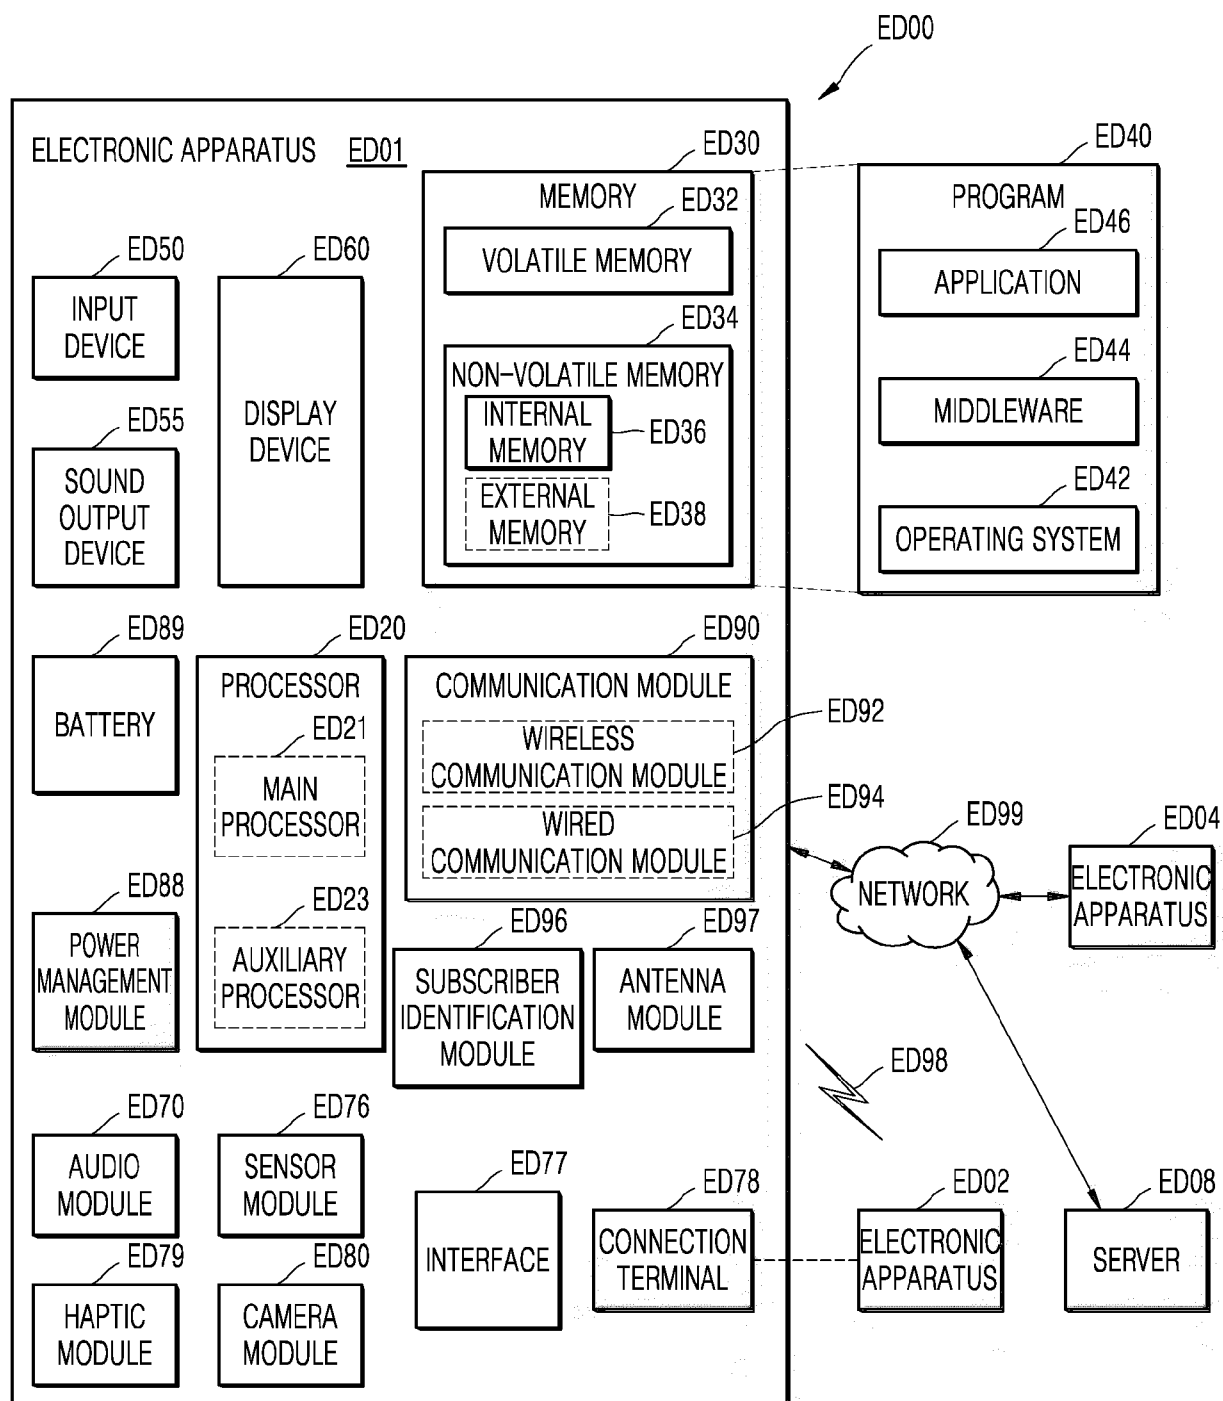 ED00
ELECTRONIC APPARATUS ED01
ED30
MEMORY
ED32
VOLATILE MEMORY
ED34
NON-VOLATILE MEMORY
INTERNAL
MEMORY
ED36
EXTERNAL
MEMORY
ED38
ED40
PROGRAM
ED46
APPLICATION
ED44
MIDDLEWARE
ED42
OPERATING SYSTEM
ED50
INPUT
DEVICE
ED60
DISPLAY
DEVICE
ED55
SOUND
OUTPUT
DEVICE
ED89
BATTERY
ED20
PROCESSOR
ED21
MAIN
PROCESSOR
ED23
AUXILIARY
PROCESSOR
ED90
COMMUNICATION MODULE
ED92
WIRELESS
COMMUNICATION MODULE
ED94
WIRED
COMMUNICATION MODULE
ED99
NETWORK
ED04
ELECTRONIC
APPARATUS
ED88
POWER
MANAGEMENT
MODULE
ED96
SUBSCRIBER
IDENTIFICATION
MODULE
ED97
ANTENNA
MODULE
ED98
ED70
AUDIO
MODULE
ED76
SENSOR
MODULE
ED77
INTERFACE
ED78
CONNECTION
TERMINAL
ED02
ELECTRONIC
APPARATUS
ED08
SERVER
ED79
HAPTIC
MODULE
ED80
CAMERA
MODULE